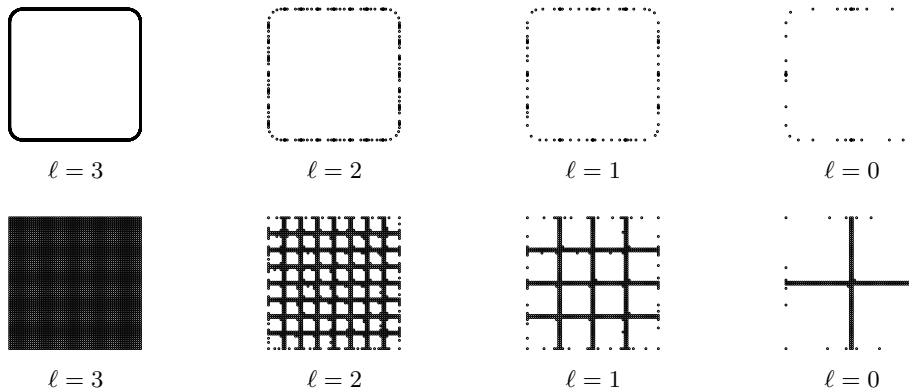 ℓ = 3
ℓ = 2
ℓ = 1
ℓ = 0
ℓ = 3
ℓ = 2
ℓ = 1
ℓ = 0